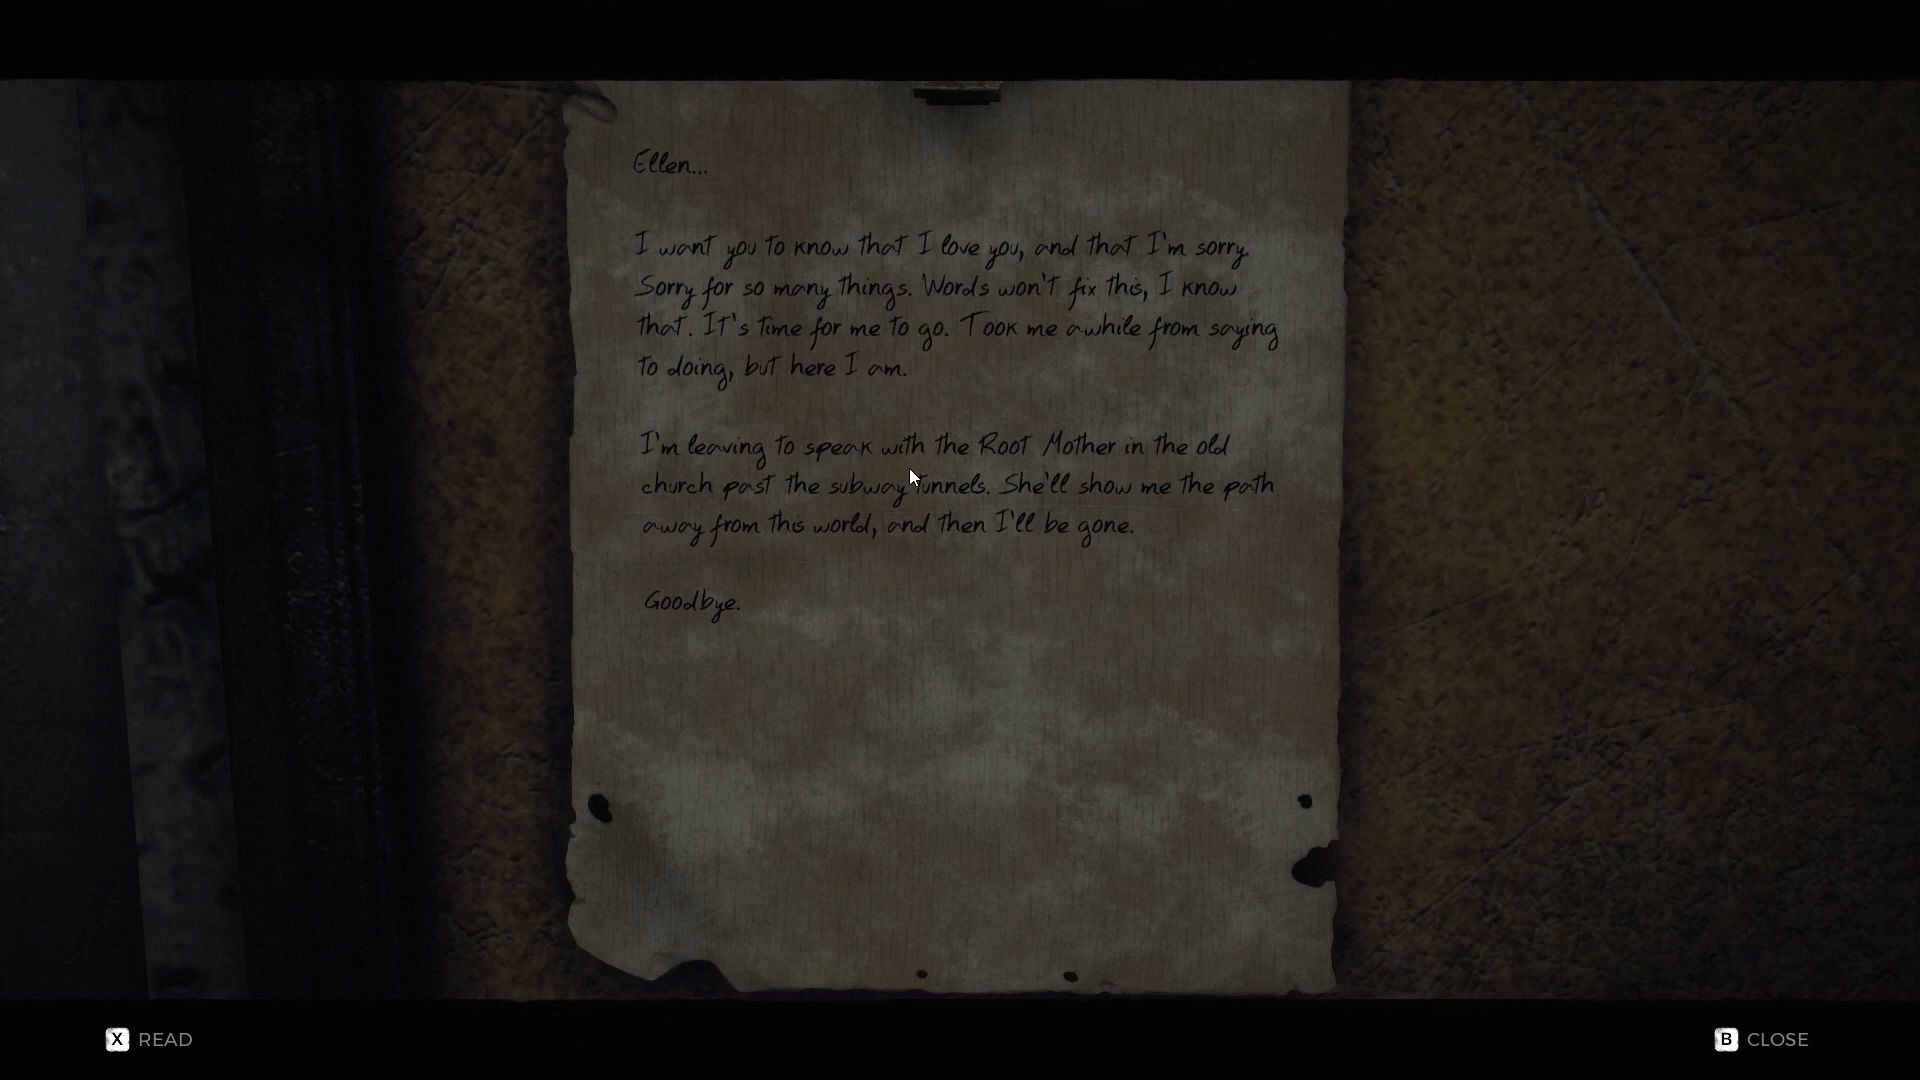 Ellen...
I want you to know that I love you, and that I'm sorry.
Sorry for so many things. Words won't fix this, I know
that. It's time for me to go. Took me awhile from saying
to doing, but here I am.
I'm leaving to speak with the Root Mother in the old
church past the subway tunnels. She'll show me the path
away from this world, and then I'll be gone.
Goodbye.
X READ
B CLOSE